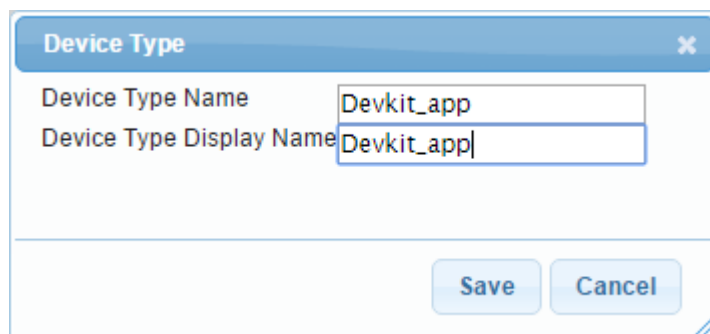 Device Type
Device Type Name Devkit_app
Device Type Display Name Devkit_app
Save Cancel